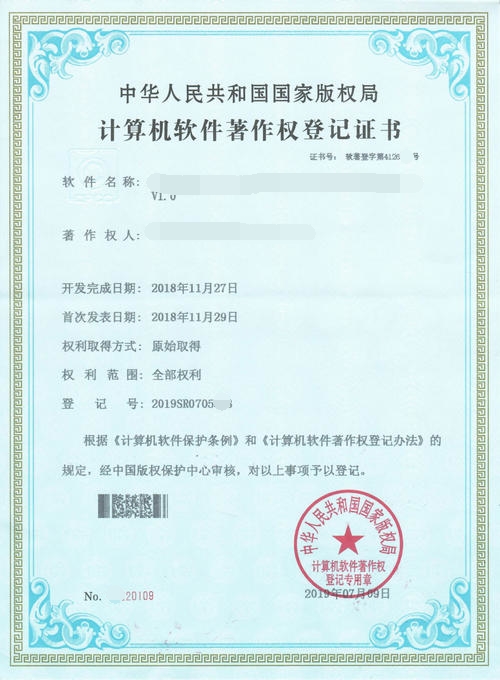 中华人民共和国国家版权局
计算机软件著作权登记证书
证书号： 软著登字第4126 号
软件名称：
V1.0
著作权人：
开发完成日期： 2018年11月27日
首次发表日期： 2018年11月29日
权利取得方式： 原始取得
权利范围： 全部权利
登记号： 2019SR0705
根据《计算机软件保护条例》和《计算机软件著作权登记办法》的
规定，经中国版权保护中心审核，对以上事项予以登记。
中华人民共和国国家版权局
计算机软件著作权
登记专用章
No. 20109
2019年07月09日